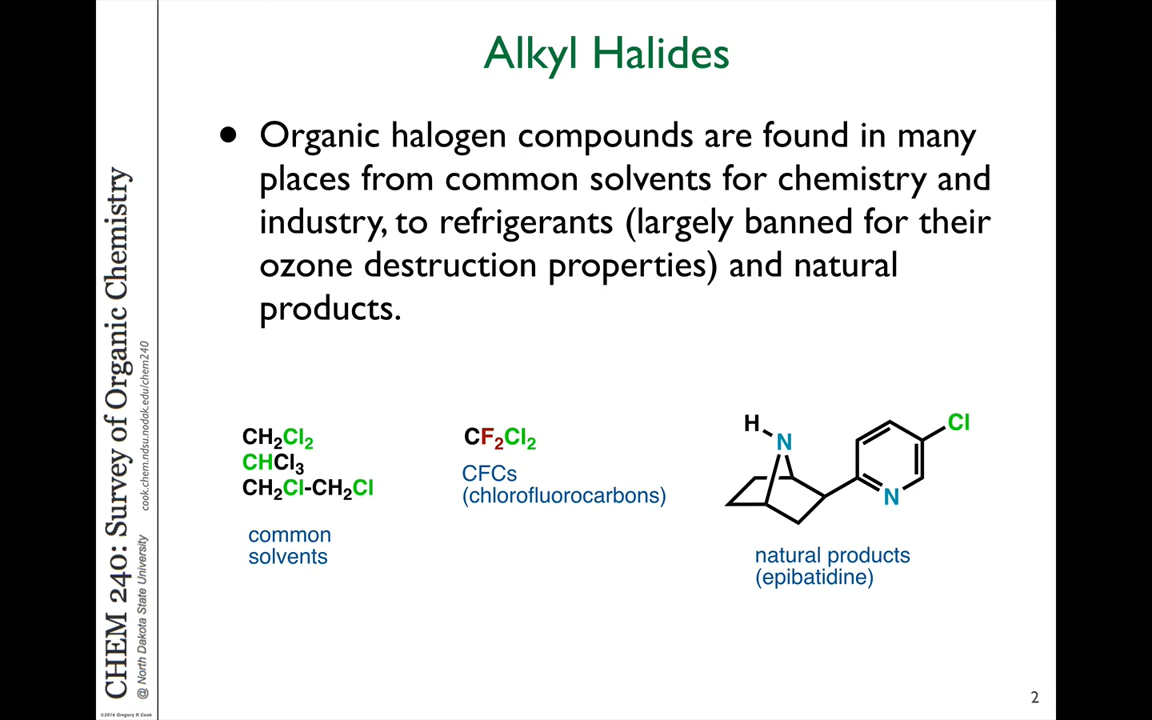 Alkyl Halides
• Organic halogen compounds are found in many
places from common solvents for chemistry and
industry, to refrigerants (largely banned for their
ozone destruction properties) and natural
products.
CH₂Cl₂
CHCl₃
CH₂Cl-CH₂Cl
common
solvents
CF₂Cl₂
CFCs
(chlorofluorocarbons)
H
N
Cl
N
natural products
(epibatidine)
CHEM 240: Survey of Organic Chemistry
@ North Dakota State University cook.chem.ndsu.nodak.edu/chem240
©2016 Gregory R Cook
2